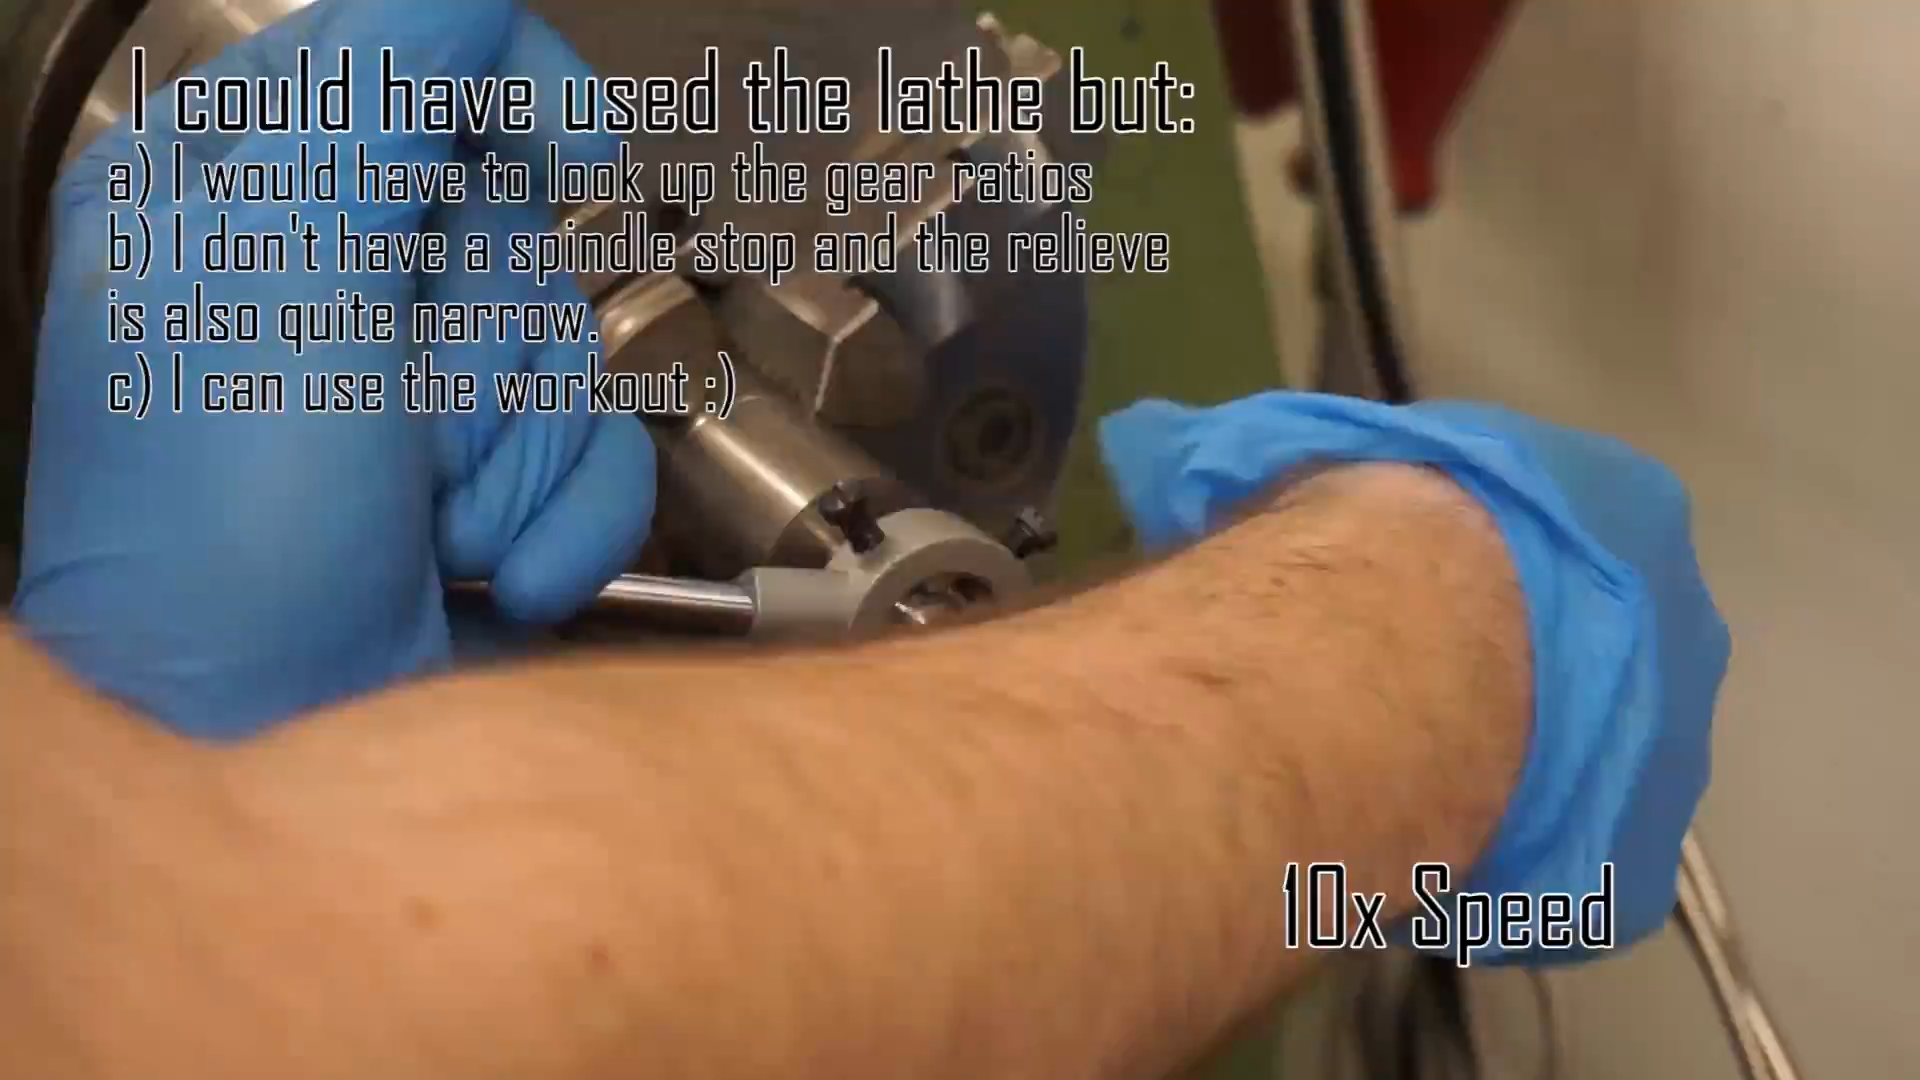 I could have used the lathe but:
a) I would have to look up the gear ratios
b) I don't have a spindle stop and the relieve
is also quite narrow.
c) I can use the workout :)
10x Speed